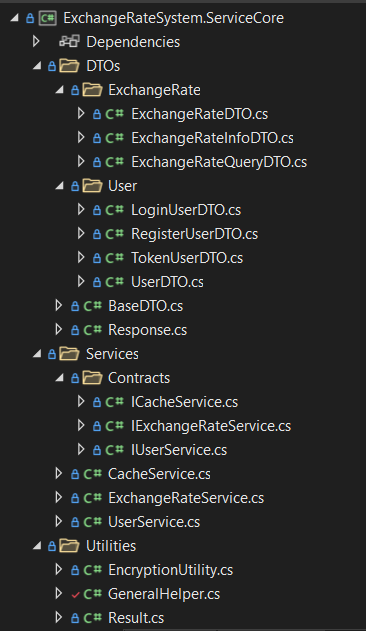 C# ExchangeRateSystem.ServiceCore
Dependencies
DTOs
ExchangeRate
C# ExchangeRateDTO.cs
C# ExchangeRateInfoDTO.cs
C# ExchangeRateQueryDTO.cs
User
C# LoginUserDTO.cs
C# RegisterUserDTO.cs
C# TokenUserDTO.cs
C# UserDTO.cs
C# BaseDTO.cs
C# Response.cs
Services
Contracts
C# ICacheService.cs
C# IExchangeRateService.cs
C# IUserService.cs
C# CacheService.cs
C# ExchangeRateService.cs
C# UserService.cs
Utilities
C# EncryptionUtility.cs
C# GeneralHelper.cs
C# Result.cs